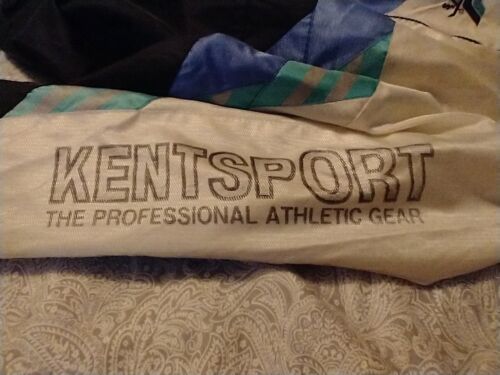 KENTSPORT
THE PROFESSIONAL ATHLETIC GEAR